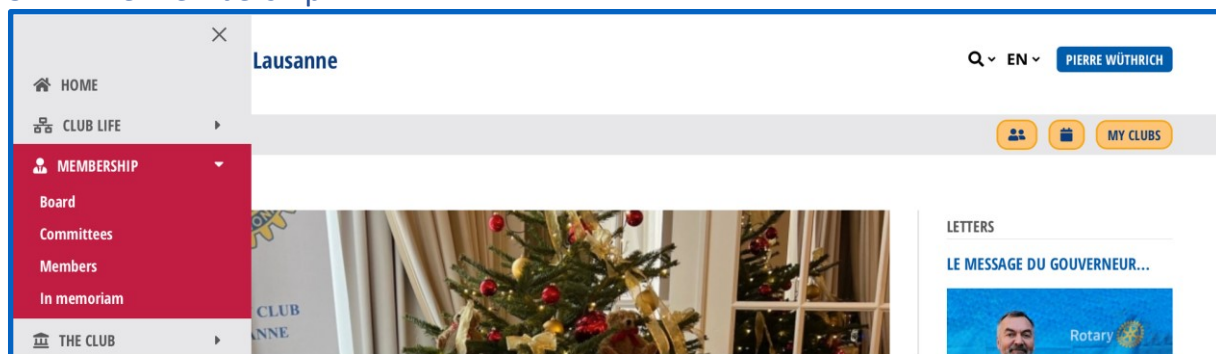 Lausanne
EN
PIERRE WÜTHRICH
HOME
CLUB LIFE
MY CLUBS
MEMBERSHIP
Board
Committees
Members
In memoriam
THE CLUB
LETTERS
LE MESSAGE DU GOUVERNEUR...
CLUB
Rotary